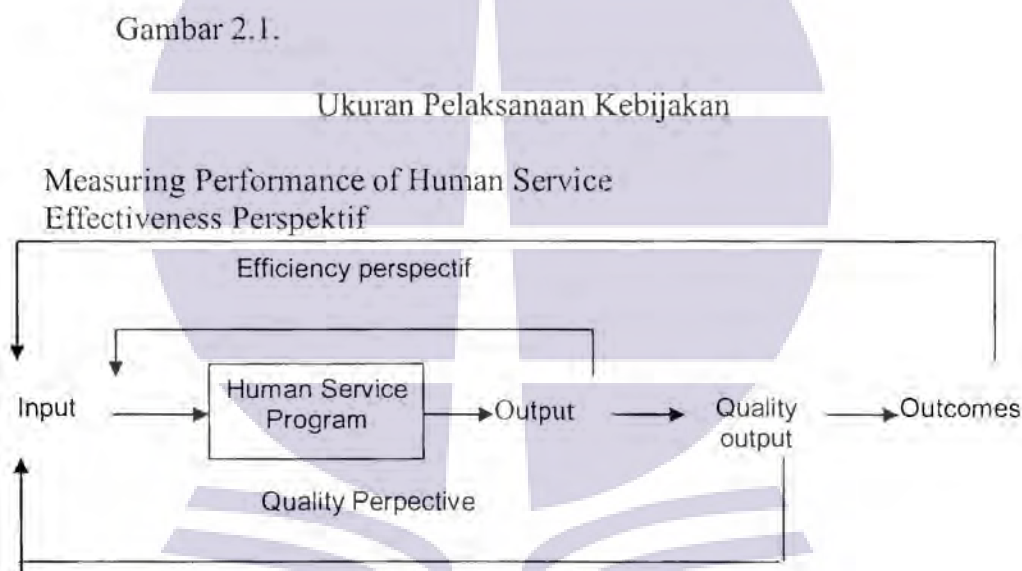 Gambar 2.1.
Ukuran Pelaksanaan Kebijakan
Measuring Performance of Human Service
Effectiveness Perspektif
Efficiency perspectif
Input
Human Service
Program
Output
Quality
output
Outcomes
Quality Perpective